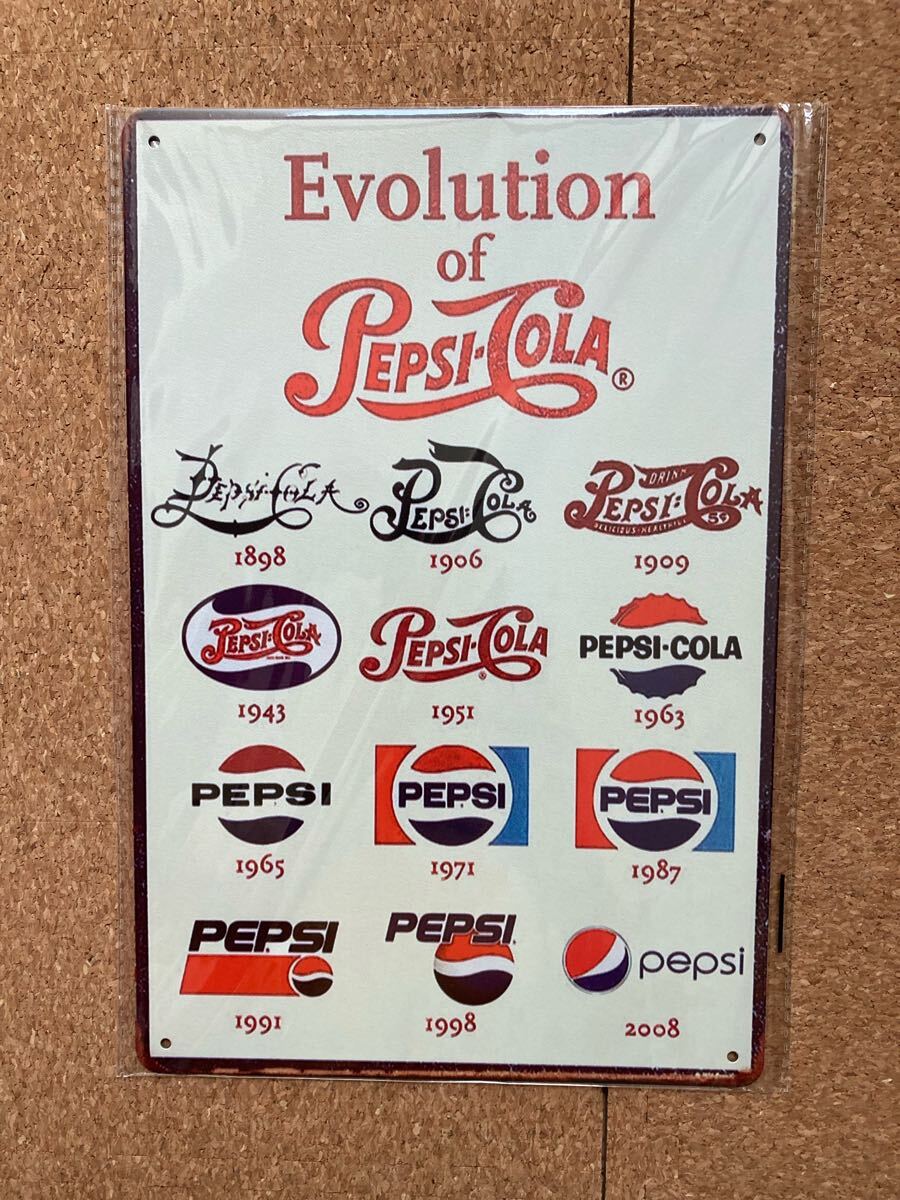 Evolution
of
PEPSI-COLA®
PEPSI-COLA
PEPSI:COLA
DRINK
PEPSI:COLA
5¢
DELICIOUS-HEALTHFUL
1898
1906
1909
PEPSI-COLA
PEPSI-COLA®
PEPSI-COLA
1943
1951
1963
PEPSI
PEPSI
PEPSI
1965
1971
1987
PEPSI
PEPSI
pepsi
1991
1998
2008